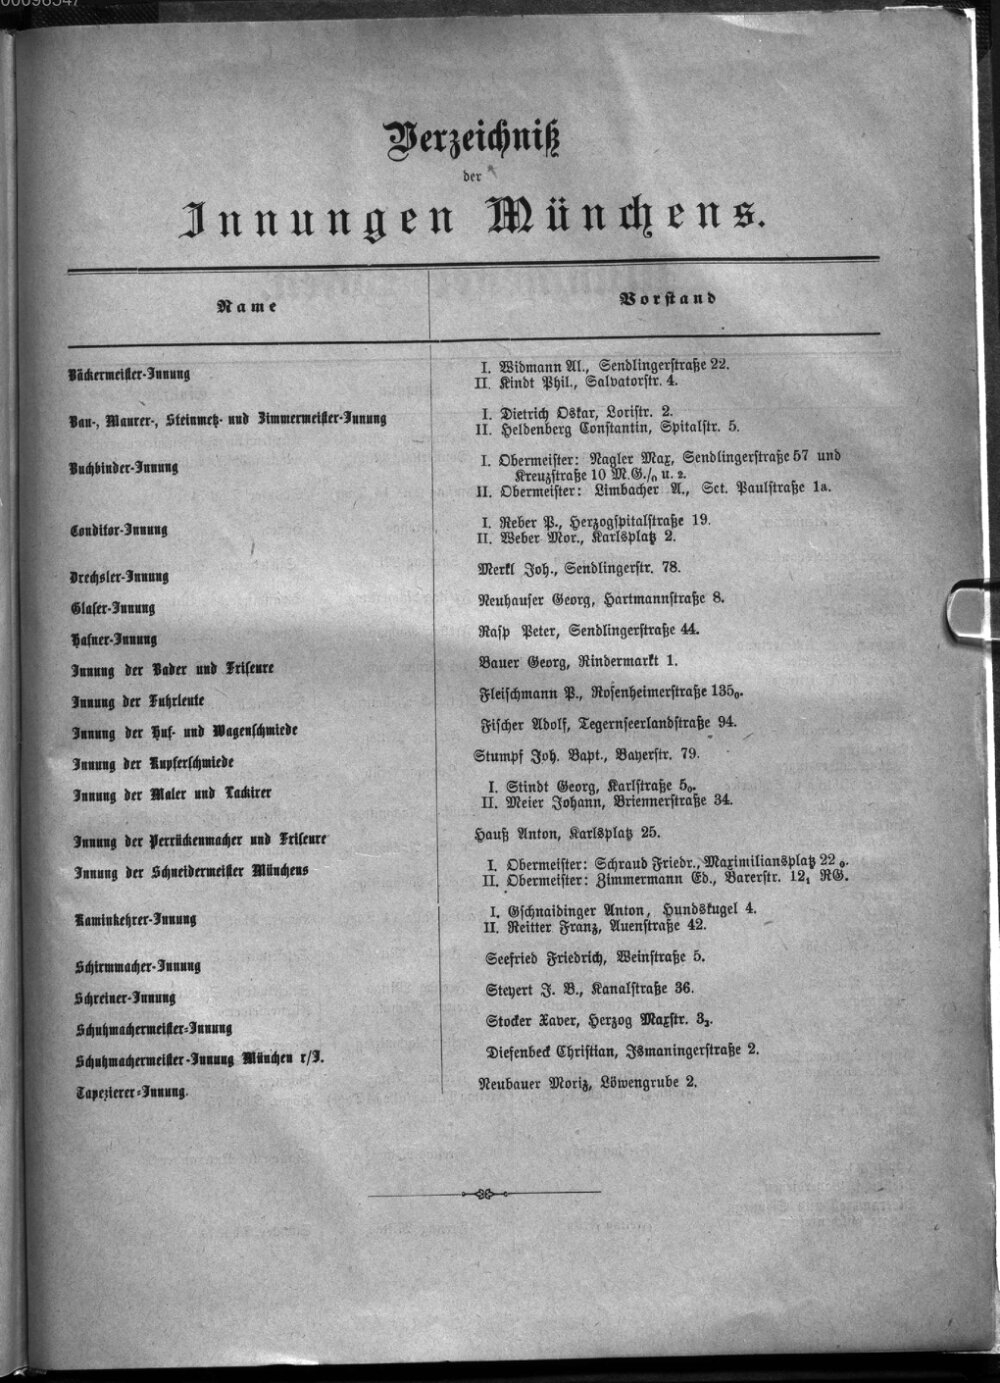 00096547
Verzeichniß
der
Innungen Münchens.
Name
Vorstand
Bäckermeister-Innung
I. Widmann Al., Sendlingerstraße 22.
II. Kindt Phil., Salvatorstr. 4.
Bau-, Maurer-, Steinmetz- und Zimmermeister-Innung
I. Dietrich Oskar, Loristr. 2.
II. Heldenberg Constantin, Spitalstr. 5.
Buchbinder-Innung
I. Obermeister: Nagler Max, Sendlingerstraße 57 und
Kreuzstraße 10 M.G./0 u. 2.
II. Obermeister: Limbacher A., Sct. Paulstraße 1a.
Conditor-Innung
I. Reber P., Herzogspitalstraße 19.
II. Weber Mor., Karlsplatz 2.
Drechsler-Innung
Merkl Joh., Sendlingerstr. 78.
Glaser-Innung
Neuhauser Georg, Hartmannstraße 8.
Hafner-Innung
Rasp Peter, Sendlingerstraße 44.
Innung der Bader und Friseure
Bauer Georg, Rindermarkt 1.
Innung der Fuhrleute
Fleischmann P., Rosenheimerstraße 135₀.
Innung der Huf- und Wagenschmiede
Fischer Adolf, Tegernseerlandstraße 94.
Innung der Kupferschmiede
Stumpf Joh. Bapt., Bayerstr. 79.
Innung der Maler und Lackirer
I. Stindt Georg, Karlstraße 5₀.
II. Meier Johann, Briennerstraße 34.
Innung der Perrückenmacher und Friseure
Hauß Anton, Karlsplatz 25.
Innung der Schneidermeister Münchens
I. Obermeister: Schraud Friedr., Maximiliansplatz 22 ₀.
II. Obermeister: Zimmermann Ed., Barerstr. 12₁ RG.
Kaminkehrer-Innung
I. Gschnaidinger Anton, Hundskugel 4.
II. Reitter Franz, Auenstraße 42.
Schirmmacher-Innung
Seefried Friedrich, Weinstraße 5.
Schreiner-Innung
Steyert J. B., Kanalstraße 36.
Schuhmachermeister-Innung
Stocker Xaver, Herzog Maxstr. 3₂.
Schuhmachermeister-Innung München r/J.
Diefenbeck Christian, Ismaningerstraße 2.
Tapezierer-Innung.
Neubauer Moriz, Löwengrube 2.